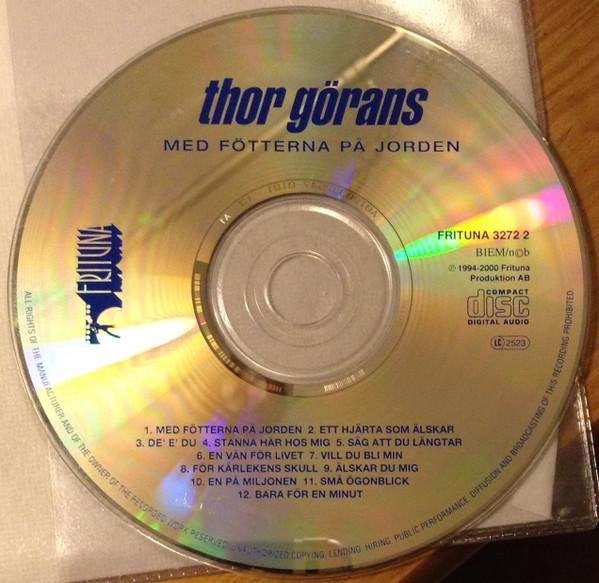 thor görans
MED FÖTTERNA PÅ JORDEN
FRITUNA
FRITUNA 3272 2
BIEM/n©b
℗ 1994-2000 Frituna
Produktion AB
COMPACT
disc
DIGITAL AUDIO
LC 2523
1. MED FÖTTERNA PÅ JORDEN 2. ETT HJÄRTA SOM ÄLSKAR
3. DE' E' DU 4. STANNA HÄR HOS MIG 5. SÄG ATT DU LÄNGTAR
6. EN VÄN FÖR LIVET 7. VILL DU BLI MIN
8. FÖR KÄRLEKENS SKULL 9. ÄLSKAR DU MIG
10. EN PÅ MILJONEN 11. SMÅ ÖGONBLICK
12. BARA FÖR EN MINUT
ALL RIGHTS OF THE MANUFACTURER AND OF THE OWNER OF THE RECORDED WORK RESERVED. UNAUTHORIZED COPYING, LENDING, HIRING, PUBLIC PERFORMANCE, DIFFUSION AND BROADCASTING OF THIS RECORDING PROHIBITED